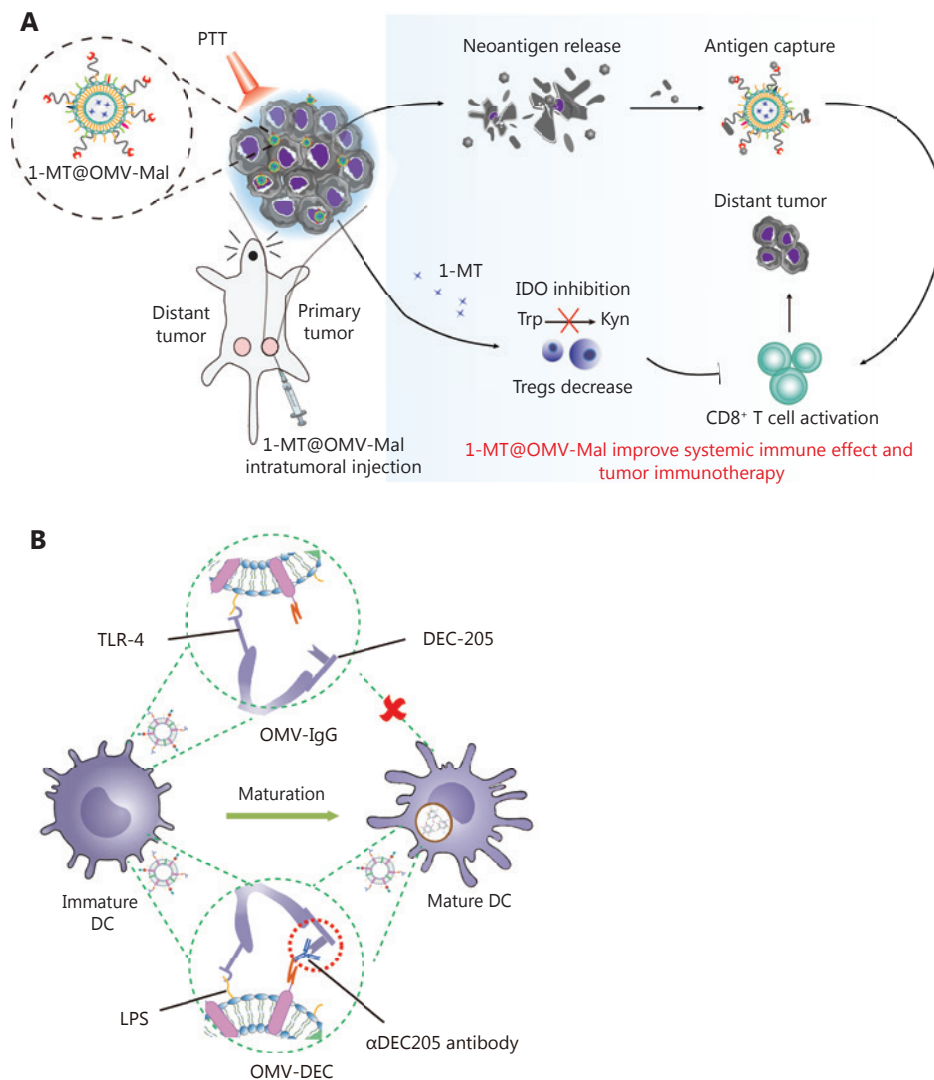 A
PTT
1-MT@OMV-Mal
Neoantigen release
Antigen capture
Distant tumor
1-MT
IDO inhibition
Trp
Kyn
Tregs decrease
CD8⁺ T cell activation
Distant
tumor
Primary
tumor
1-MT@OMV-Mal
intratumoral injection
1-MT@OMV-Mal improve systemic immune effect and
tumor immunotherapy
B
TLR-4
DEC-205
OMV-IgG
Maturation
Immature
DC
Mature DC
LPS
αDEC205 antibody
OMV-DEC